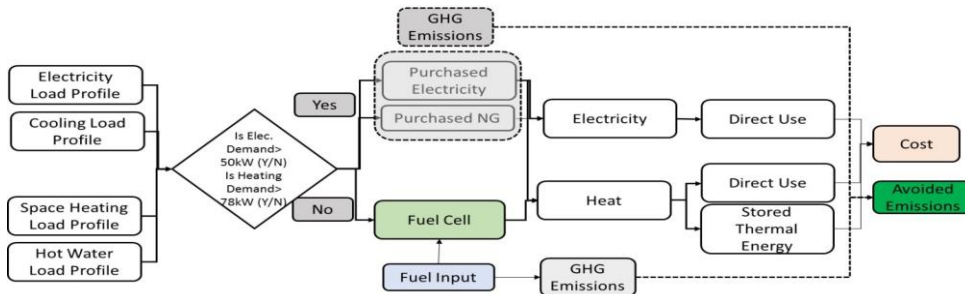 GHG
Emissions
Electricity
Load Profile
Cooling Load
Profile
Space Heating
Load Profile
Hot Water
Load Profile
Is Elec.
Demand>
50kW (Y/N)
Is Heating
Demand>
78kW (Y/N)
Yes
No
Purchased
Electricity
Purchased NG
Fuel Cell
Fuel Input
GHG
Emissions
Electricity
Heat
Direct Use
Direct Use
Stored
Thermal
Energy
Cost
Avoided
Emissions